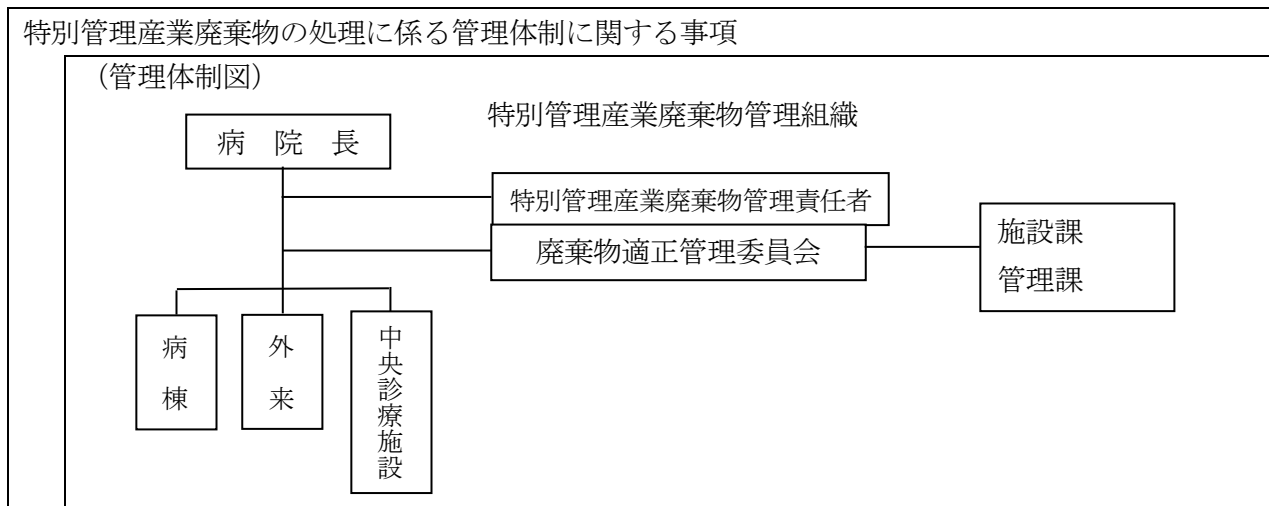 特別管理産業廃棄物の処理に係る管理体制に関する事項
（管理体制図）
特別管理産業廃棄物管理組織
病　院　長
特別管理産業廃棄物管理責任者
廃棄物適正管理委員会
施設課
管理課
病棟
外来
中央診療施設